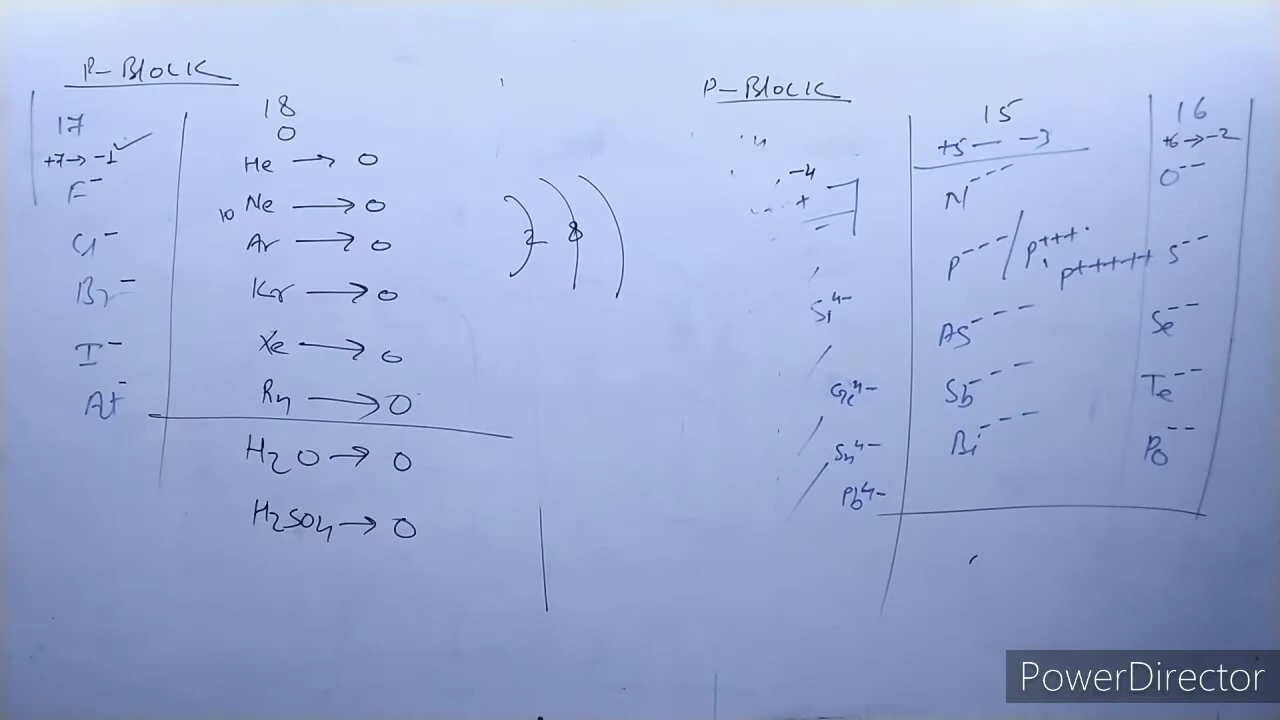 P-BLOCK
17
+7→ -1 ✓
F⁻
Cl⁻
Br⁻
I⁻
At⁻
18
0
He → 0
10 Ne → 0
Ar → 0
Kr → 0
Xe → 0
Rn → 0
H2O → 0
H2SO4 → 0
2 8
P-BLOCK
-4
+
Si⁴⁻
Ge⁴⁻
Sn⁴⁻
Pb⁴⁻
15
+5 — -3
N---
P--- / P+++ P+++++
As---
Sb---
Bi---
16
+6 → -2
O--
S--
Se--
Te--
Po--
PowerDirector